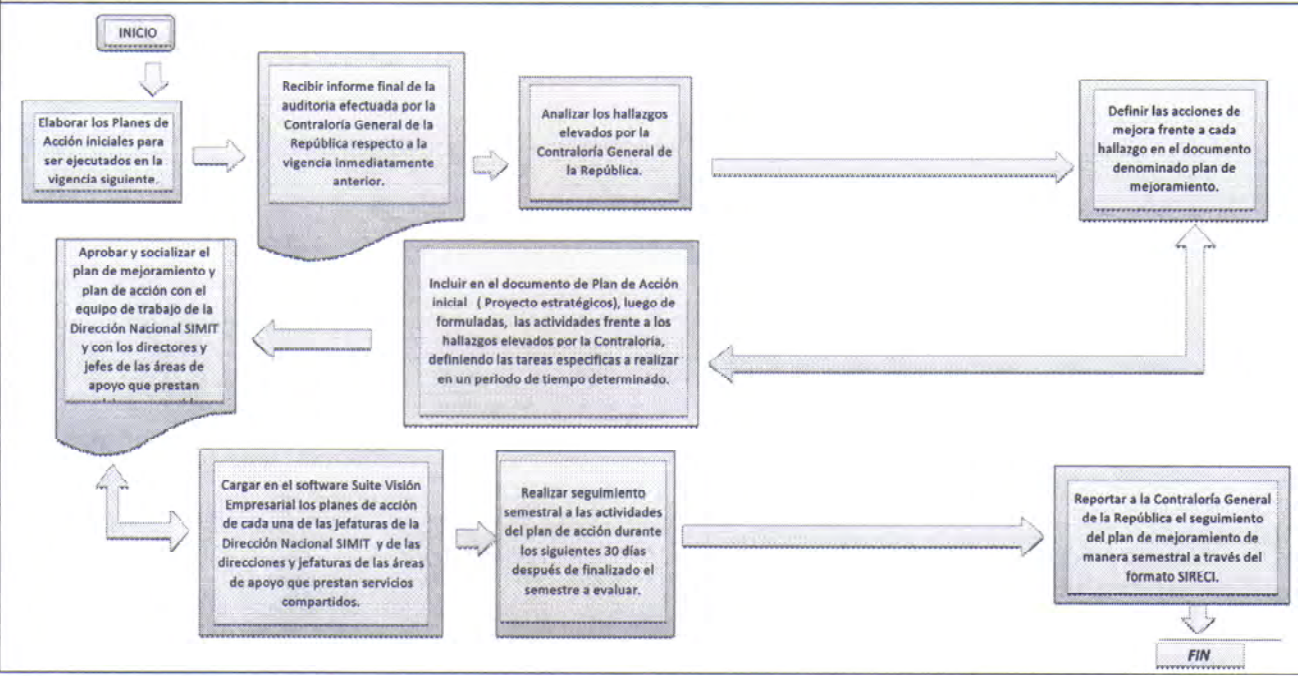 INICIO
Elaborar los Planes de
Acción iniciales para
ser ejecutados en la
vigencia siguiente.
Recibir informe final de la
auditoria efectuada por la
Contraloría General de la
República respecto a la
vigencia inmediatamente
anterior.
Analizar los hallazgos
elevados por la
Contraloría General de
la República.
Definir las acciones de
mejora frente a cada
hallazgo en el documento
denominado plan de
mejoramiento.
Incluir en el documento de Plan de Acción
inicial ( Proyecto estratégicos), luego de
formuladas, las actividades frente a los
hallazgos elevados por la Contraloría,
definiendo las tareas especificas a realizar
en un periodo de tiempo determinado.
Aprobar y socializar el
plan de mejoramiento y
plan de acción con el
equipo de trabajo de la
Dirección Nacional SIMIT
y con los directores y
jefes de las áreas de
apoyo que prestan
Cargar en el software Suite Visión
Empresarial los planes de acción
de cada una de las jefaturas de la
Dirección Nacional SIMIT y de las
direcciones y jefaturas de las áreas
de apoyo que prestan servicios
compartidos.
Realizar seguimiento
semestral a las actividades
del plan de acción durante
los siguientes 30 días
después de finalizado el
semestre a evaluar.
Reportar a la Contraloría General
de la República el seguimiento
del plan de mejoramiento de
manera semestral a través del
formato SIRECI.
FIN